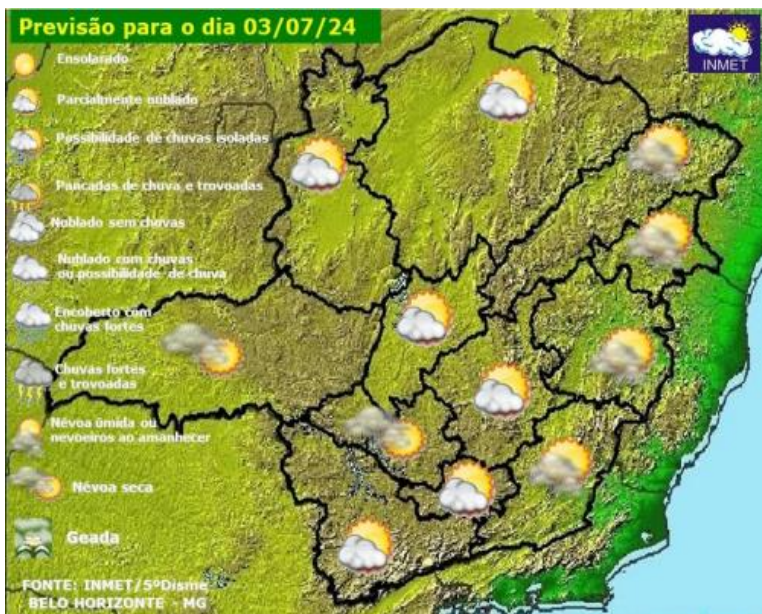 Previsão para o dia 03/07/24
INMET
Ensolarado
Parcialmente nublado
Possibilidade de chuvas isoladas
Pancadas de chuva e trovoadas
Noblado sem chuvas
Nublado com chuvas
ou possibilidade de chuva
Encoberto com
chuvas fortes
Chuvas fortes
e trovoadas
Névoa úmida ou
nevoeiros ao amanhecer
Névoa seca
Geada
FONTE: INMET/5ºDisme
BELO HORIZONTE - MG